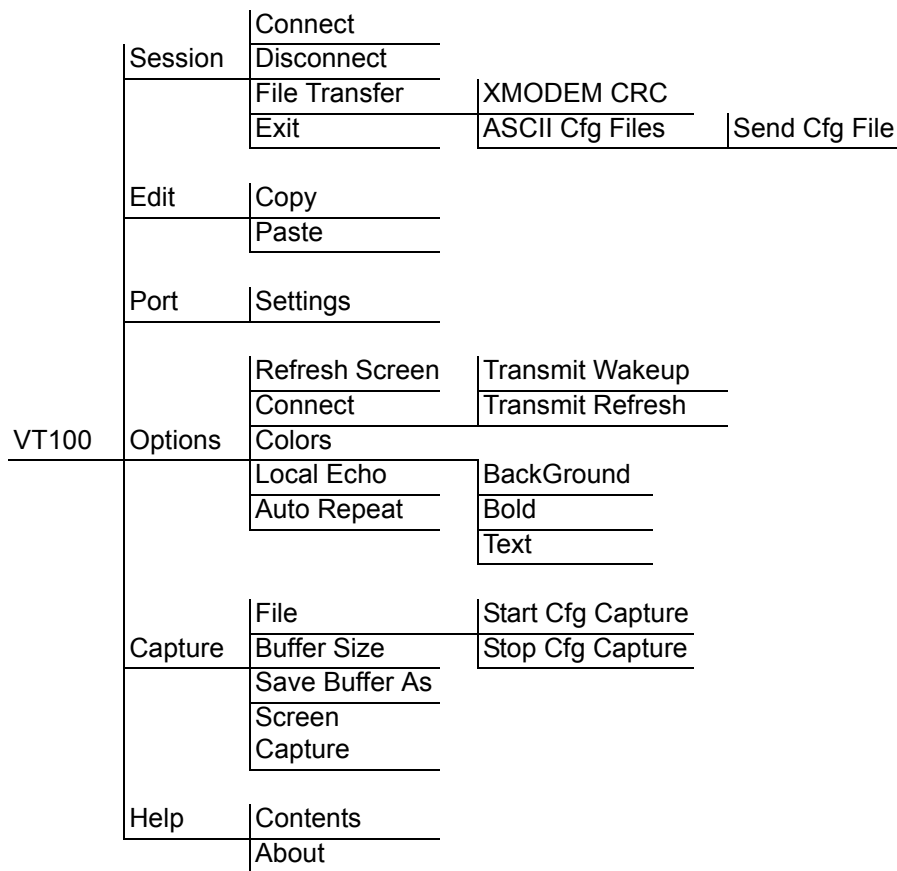 Connect
Session Disconnect
File Transfer XMODEM CRC
Exit ASCII Cfg Files Send Cfg File
Edit Copy
Paste
Port Settings
Refresh Screen Transmit Wakeup
Connect Transmit Refresh
VT100 Options Colors
Local Echo BackGround
Auto Repeat Bold
Text
File Start Cfg Capture
Capture Buffer Size Stop Cfg Capture
Save Buffer As
Screen
Capture
Help Contents
About